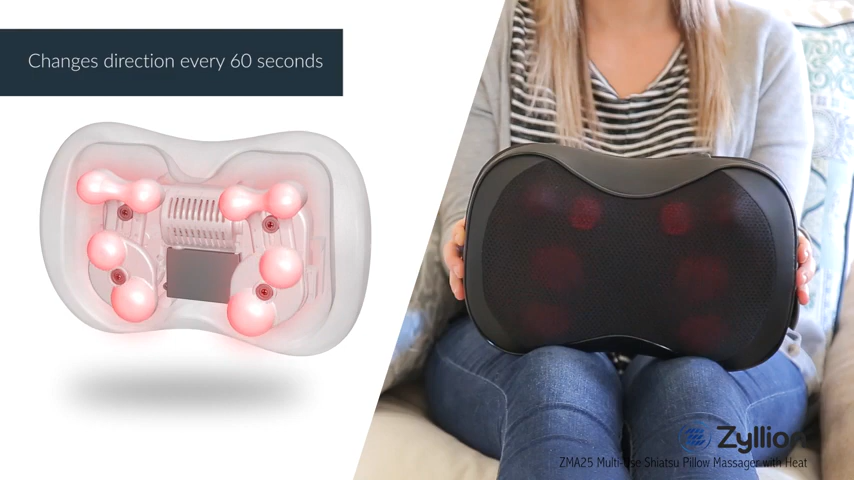 Changes direction every 60 seconds
Zyllion
ZMA25 Multi-Use Shiatsu Pillow Massager with Heat